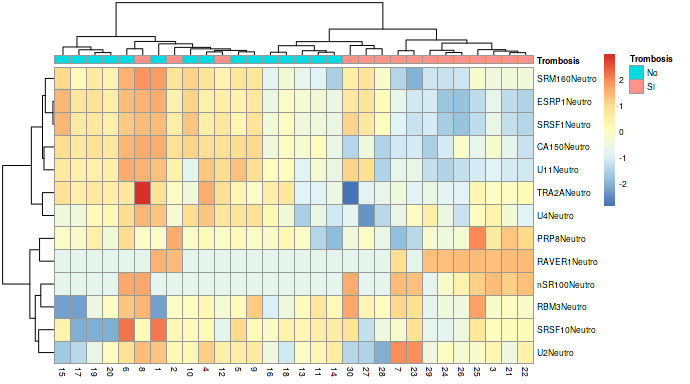 Trombosis
SRM160Neutro
ESRP1Neutro
SRSF1Neutro
CA150Neutro
U11Neutro
TRA2ANeutro
U4Neutro
PRP8Neutro
RAVER1Neutro
nSR100Neutro
RBM3Neutro
SRSF10Neutro
U2Neutro
15 17 19 20 6 8 1 2 10 4 12 5 9 16 18 13 11 14 30 27 28 7 23 29 24 26 25 3 21 22
2
1
0
-1
-2
Trombosis
No
SI